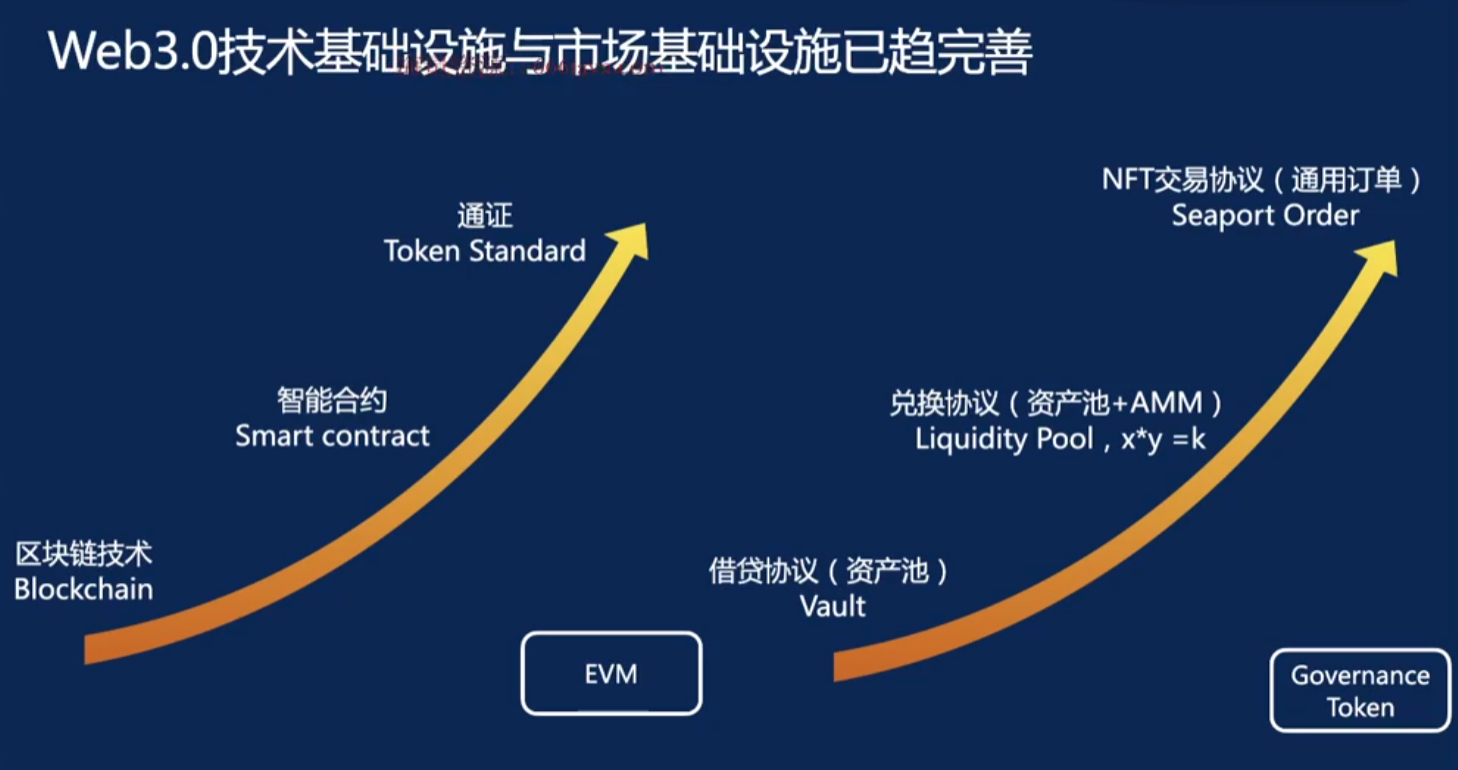 Web3.0技术基础设施与市场基础设施已趋完善
通证
Token Standard
智能合约
Smart contract
区块链技术
Blockchain
EVM
NFT交易协议（通用订单）
Seaport Order
兑换协议（资产池+AMM）
Liquidity Pool，x*y =k
借贷协议（资产池）
Vault
Governance
Token